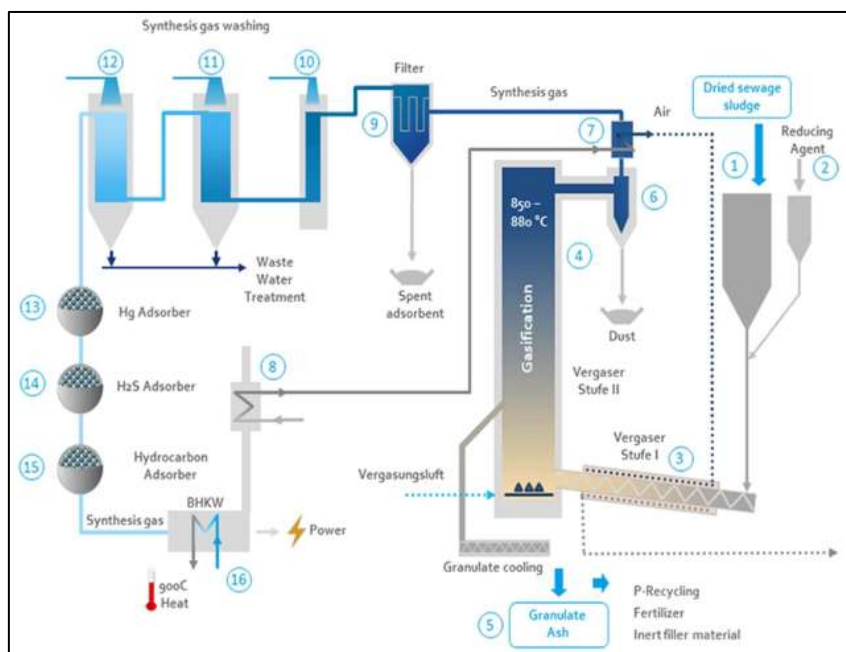 Synthesis gas washing
12
11
10
Filter
9
Synthesis gas
Dried sewage
sludge
Air
7
Reducing
Agent
1
2
6
850 –
880 °C
4
Gasification
Waste
Water
Treatment
Spent
adsorbent
Dust
13
Hg Adsorber
8
14
H2S Adsorber
Vergaser
Stufe II
Vergaser
Stufe I
3
15
Hydrocarbon
Adsorber
Vergasungsluft
BHKW
Synthesis gas
Power
16
900C
Heat
Granulate cooling
5
Granulate
Ash
P-Recycling
Fertilizer
Inert filler material